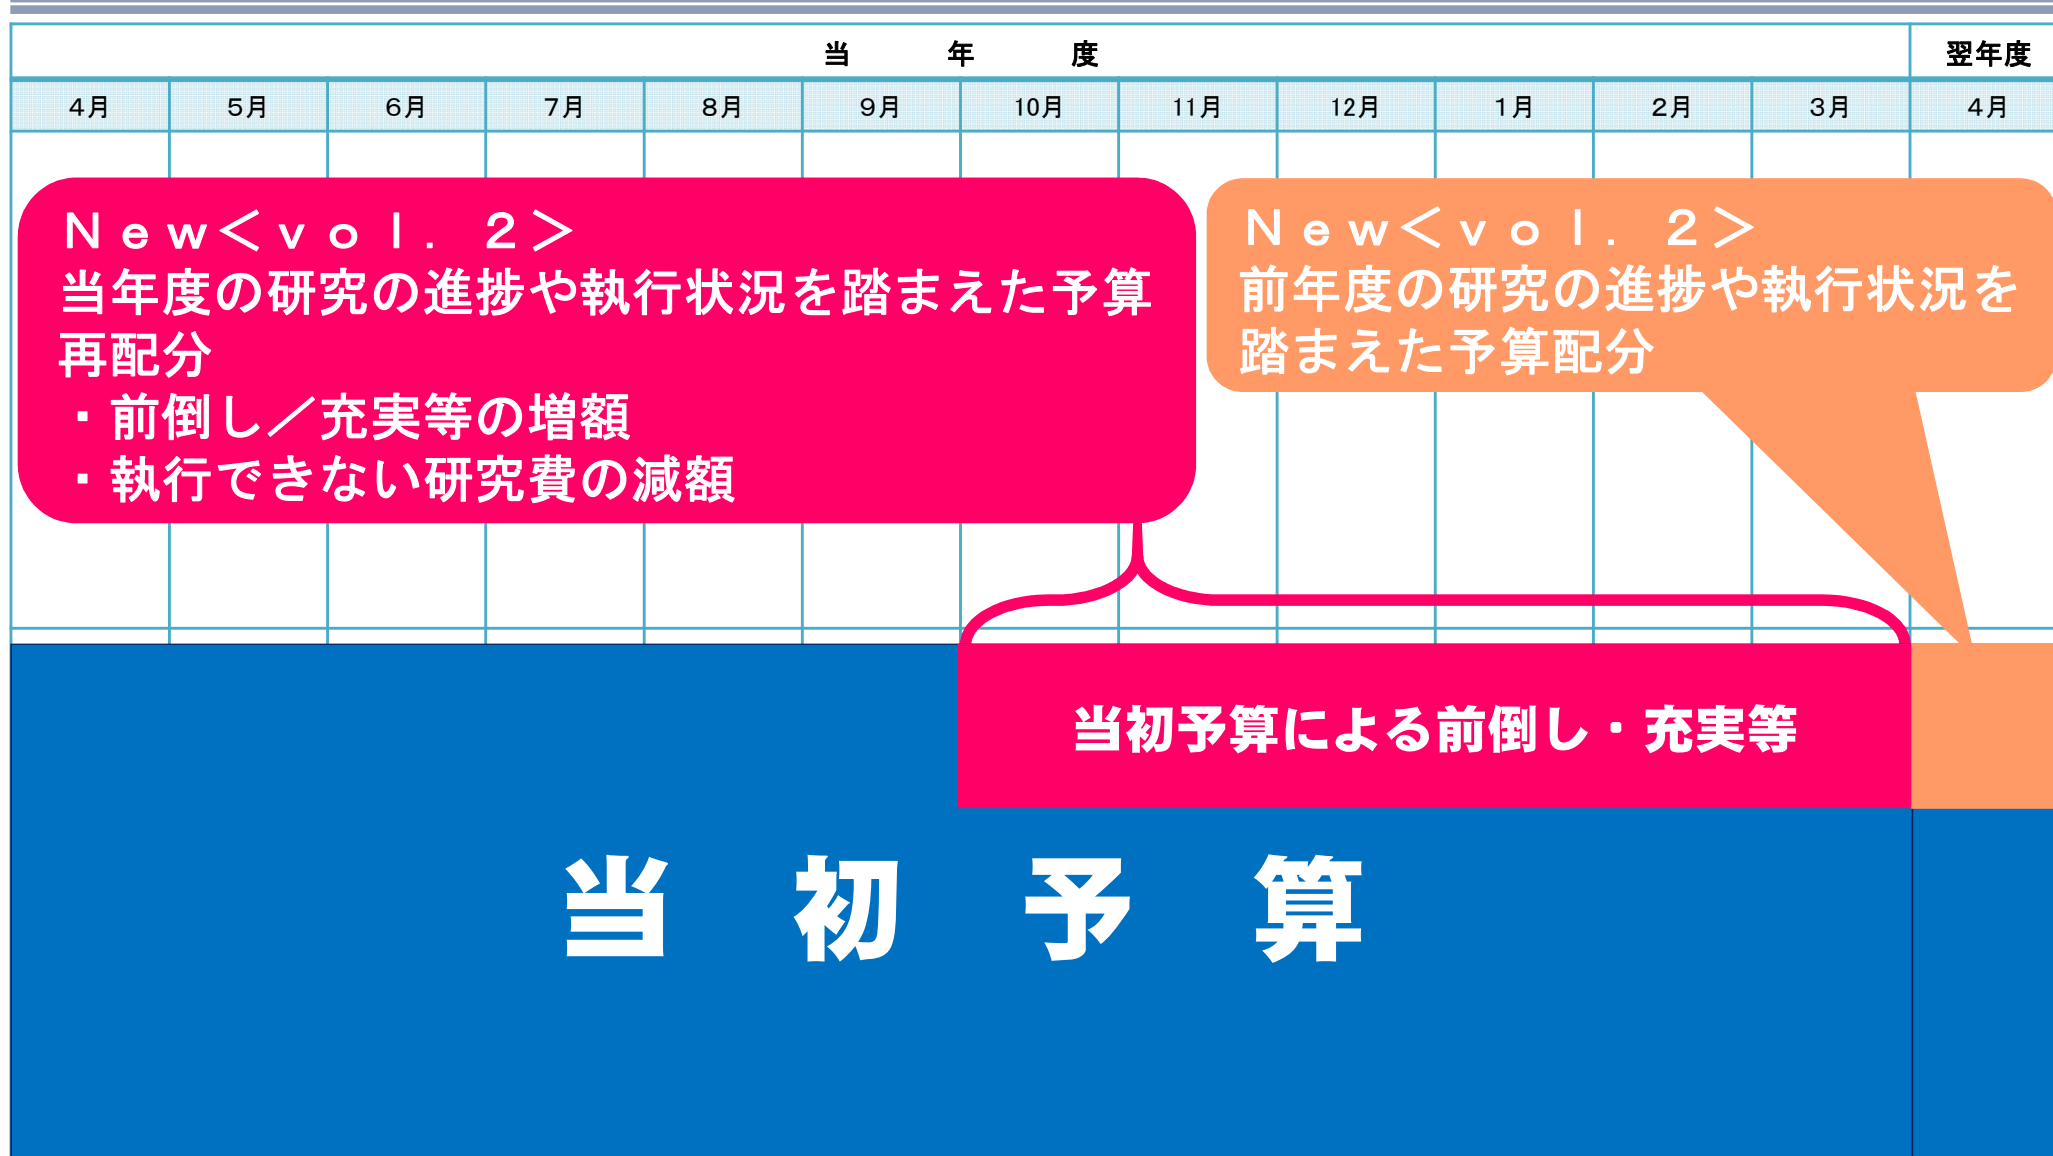 当 年 度 翌年度
4月 5月 6月 7月 8月 9月 10月 11月 12月 1月 2月 3月 4月
Ｎｅｗ＜ｖｏｌ．２＞
当年度の研究の進捗や執行状況を踏まえた予算
再配分
・前倒し／充実等の増額
・執行できない研究費の減額
Ｎｅｗ＜ｖｏｌ．２＞
前年度の研究の進捗や執行状況を
踏まえた予算配分
当初予算による前倒し・充実等
当 初 予 算